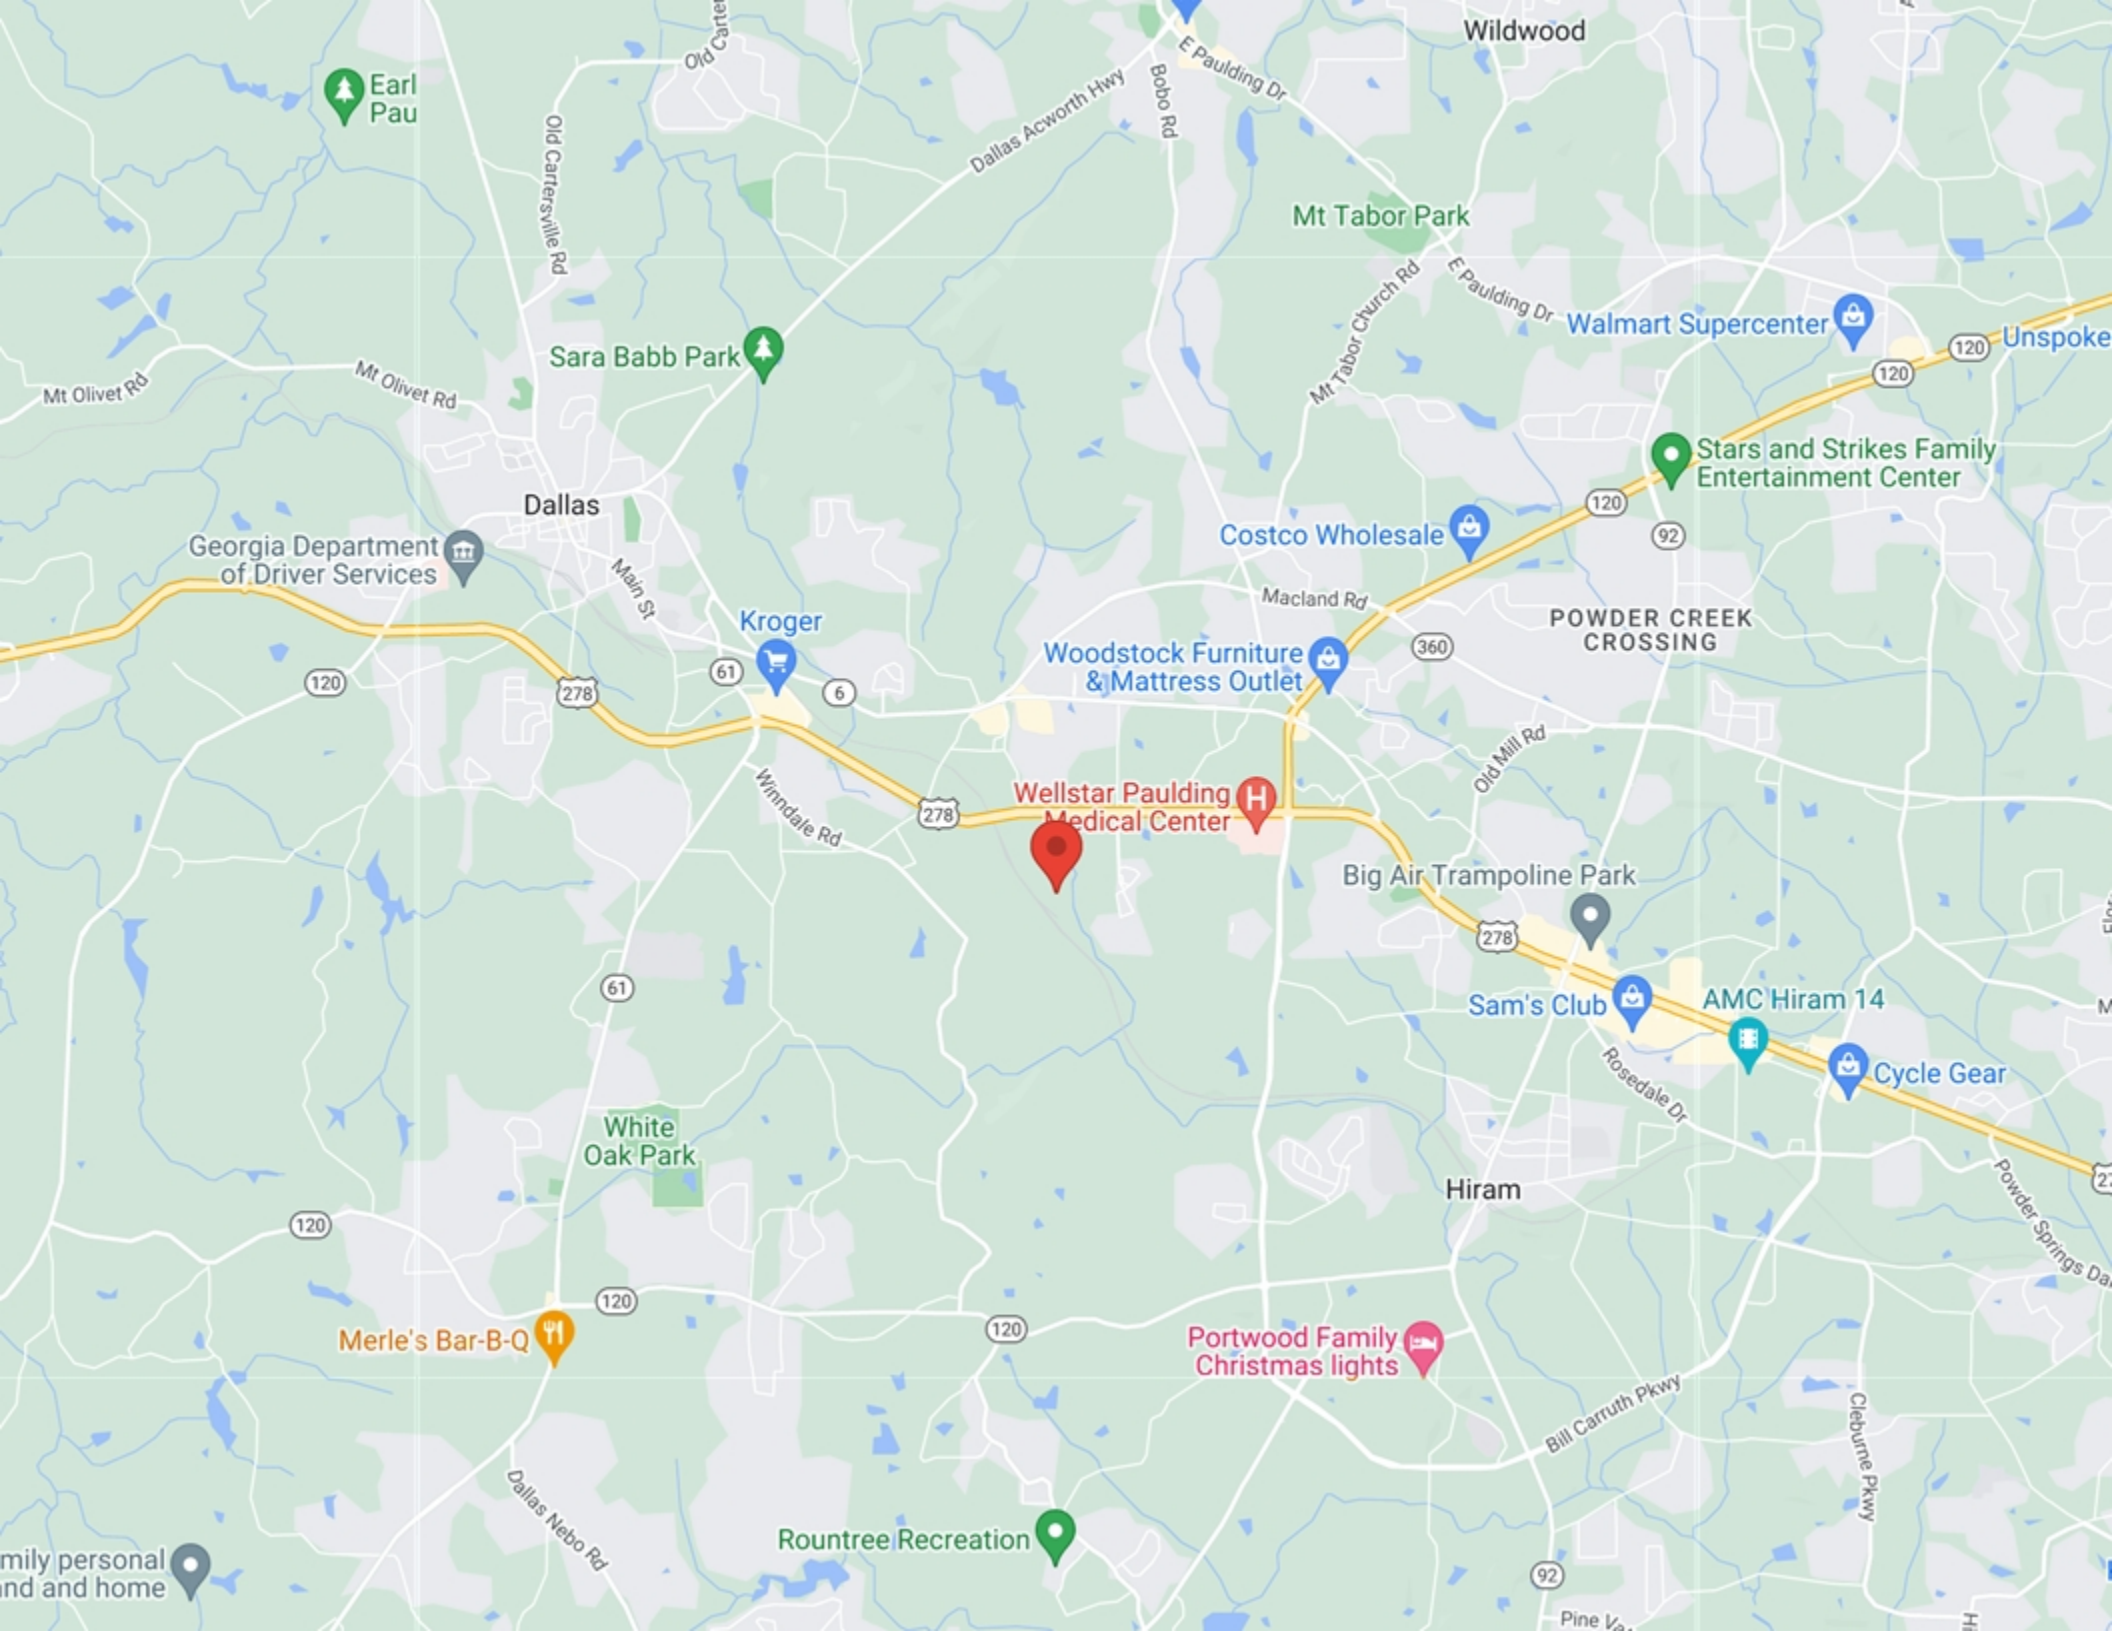 Wildwood
Old Carter
E Paulding Dr
Bobo Rd
Earl
Pau
Dallas Acworth Hwy
Old Cartersville Rd
Mt Tabor Park
E Paulding Dr
Mt Tabor Church Rd
Walmart Supercenter
120
Unspoke
120
Sara Babb Park
Mt Olivet Rd
Mt Olivet Rd
Stars and Strikes Family
Entertainment Center
Dallas
120
Costco Wholesale
92
Georgia Department
of Driver Services
Main St
Macland Rd
Kroger
POWDER CREEK
CROSSING
360
Woodstock Furniture
& Mattress Outlet
61
120
278
6
Old Mill Rd
Winndale Rd
Wellstar Paulding
Medical Center
H
278
Big Air Trampoline Park
278
61
Sam's Club
AMC Hiram 14
Cycle Gear
M
Rosedale Dr
White
Oak Park
Hiram
27
Powder Springs Da
120
120
120
Merle's Bar-B-Q
Portwood Family
Christmas lights
Bill Carruth Pkwy
Cleburne Pkwy
Dallas Nebo Rd
Rountree Recreation
mily personal
nd and home
92
Pine Va
Hi